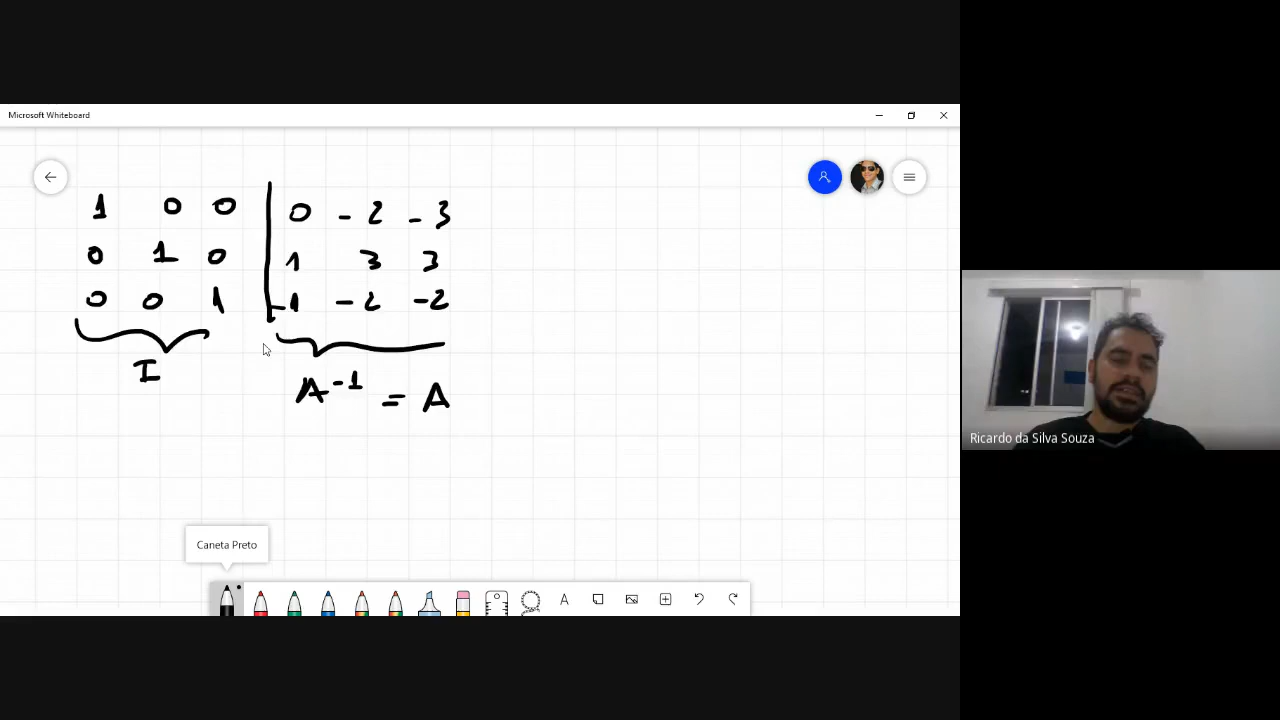 Microsoft Whiteboard
1 0 0 | 0 -2 -3
0 1 0 | 1 3 3
0 0 1 | -1 -2 -2
I
A⁻¹ = A
Ricardo da Silva Souza
Caneta Preto
A